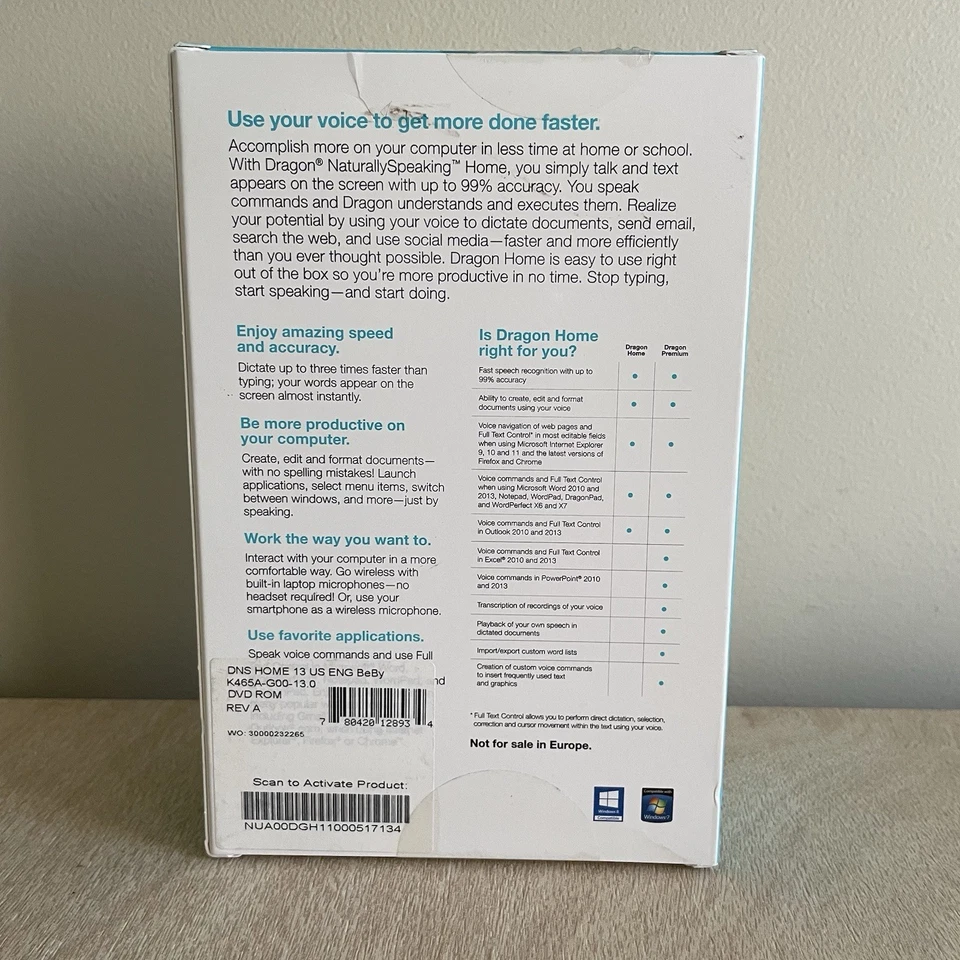 Use your voice to get more done faster.
Accomplish more on your computer in less time at home or school.
With Dragon® NaturallySpeaking™ Home, you simply talk and text
appears on the screen with up to 99% accuracy. You speak
commands and Dragon understands and executes them. Realize
your potential by using your voice to dictate documents, send email,
search the web, and use social media—faster and more efficiently
than you ever thought possible. Dragon Home is easy to use right
out of the box so you're more productive in no time. Stop typing,
start speaking—and start doing.
Enjoy amazing speed
and accuracy.
Dictate up to three times faster than
typing; your words appear on the
screen almost instantly.
Be more productive on
your computer.
Create, edit and format documents—
with no spelling mistakes! Launch
applications, select menu items, switch
between windows, and more—just by
speaking.
Work the way you want to.
Interact with your computer in a more
comfortable way. Go wireless with
built-in laptop microphones—no
headset required! Or, use your
smartphone as a wireless microphone.
Use favorite applications.
Speak voice commands and use Full
DNS HOME 13 US ENG BeBy
K465A-G00-13.0
DVD ROM
REV A
7 80420 12893 4
WO: 30000232265
Scan to Activate Product:
NUA00DGH11000517134
Is Dragon Home
right for you?
Dragon
Home
Dragon
Premium
Fast speech recognition with up to
99% accuracy
Ability to create, edit and format
documents using your voice
Voice navigation of web pages and
Full Text Control* in most editable fields
when using Microsoft Internet Explorer
9, 10 and 11 and the latest versions of
Firefox and Chrome
Voice commands and Full Text Control
when using Microsoft Word 2010 and
2013, Notepad, WordPad, DragonPad,
and WordPerfect X6 and X7
Voice commands and Full Text Control
in Outlook 2010 and 2013
Voice commands and Full Text Control
in Excel® 2010 and 2013
Voice commands in PowerPoint® 2010
and 2013
Transcription of recordings of your voice
Playback of your own speech in
dictated documents
Import/export custom word lists
Creation of custom voice commands
to insert frequently used text
and graphics
* Full Text Control allows you to perform direct dictation, selection,
correction and cursor movement within the text using your voice.
Not for sale in Europe.
Windows 8
Compatible
Compatible with
Windows 7